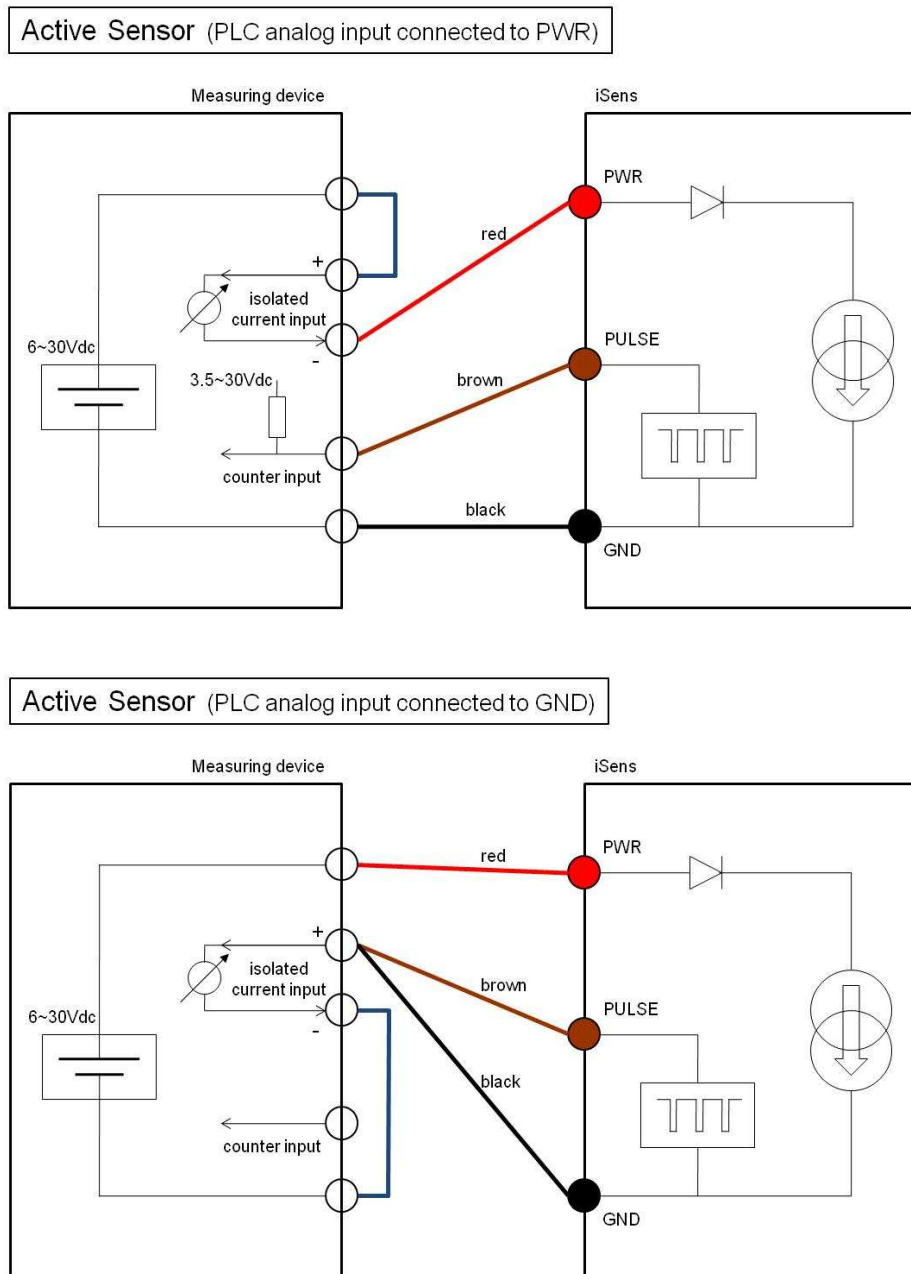 Active Sensor (PLC analog input connected to PWR)
Measuring device
iSens
PWR
red
+
isolated
current input
-
6~30Vdc
3.5~30Vdc
PULSE
brown
counter input
black
GND
Active Sensor (PLC analog input connected to GND)
Measuring device
iSens
PWR
red
+
isolated
current input
-
brown
6~30Vdc
PULSE
black
counter input
GND